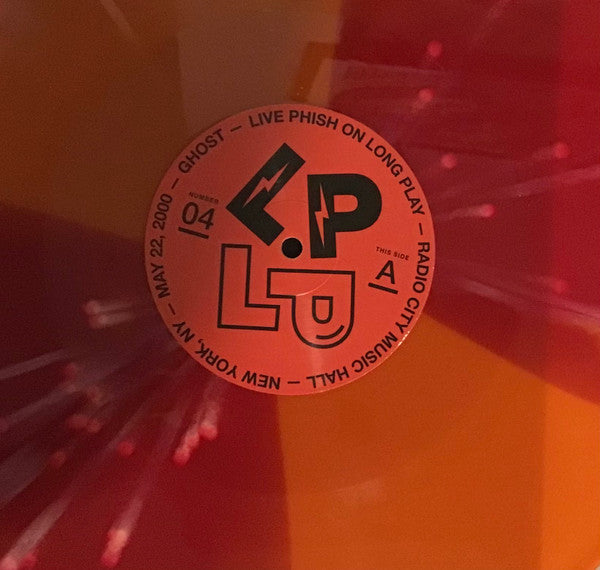 LIVE PHISH ON LONG PLAY — RADIO CITY MUSIC HALL — NEW YORK, NY — MAY 22, 2000 — GHOST —
L.P
LP
NUMBER
04
THIS SIDE
A